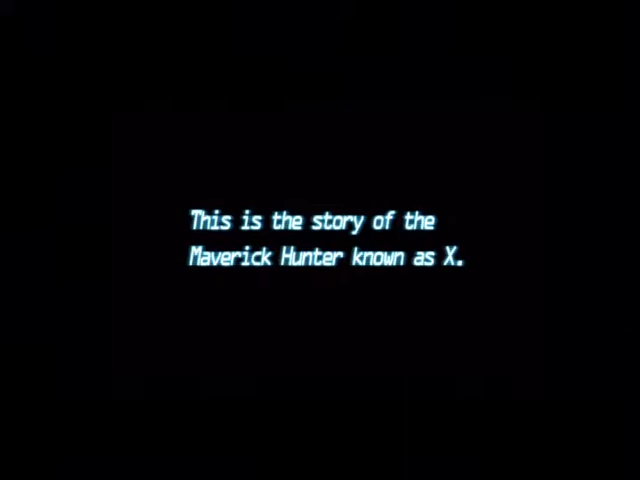 This is the story of the
Maverick Hunter known as X.